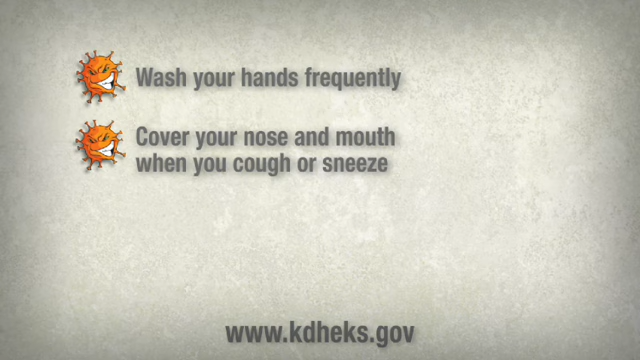 Wash your hands frequently
Cover your nose and mouth
when you cough or sneeze
www.kdheks.gov